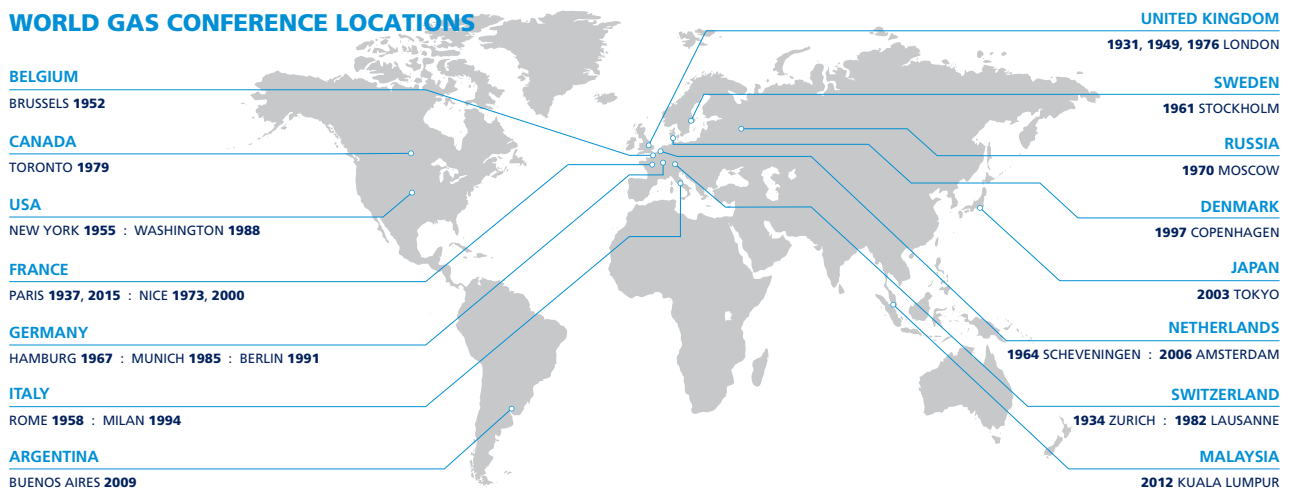 WORLD GAS CONFERENCE LOCATIONS
BELGIUM
BRUSSELS 1952
CANADA
TORONTO 1979
USA
NEW YORK 1955 : WASHINGTON 1988
FRANCE
PARIS 1937, 2015 : NICE 1973, 2000
GERMANY
HAMBURG 1967 : MUNICH 1985 : BERLIN 1991
ITALY
ROME 1958 : MILAN 1994
ARGENTINA
BUENOS AIRES 2009
UNITED KINGDOM
1931, 1949, 1976 LONDON
SWEDEN
1961 STOCKHOLM
RUSSIA
1970 MOSCOW
DENMARK
1997 COPENHAGEN
JAPAN
2003 TOKYO
NETHERLANDS
1964 SCHEVENINGEN : 2006 AMSTERDAM
SWITZERLAND
1934 ZURICH : 1982 LAUSANNE
MALAYSIA
2012 KUALA LUMPUR